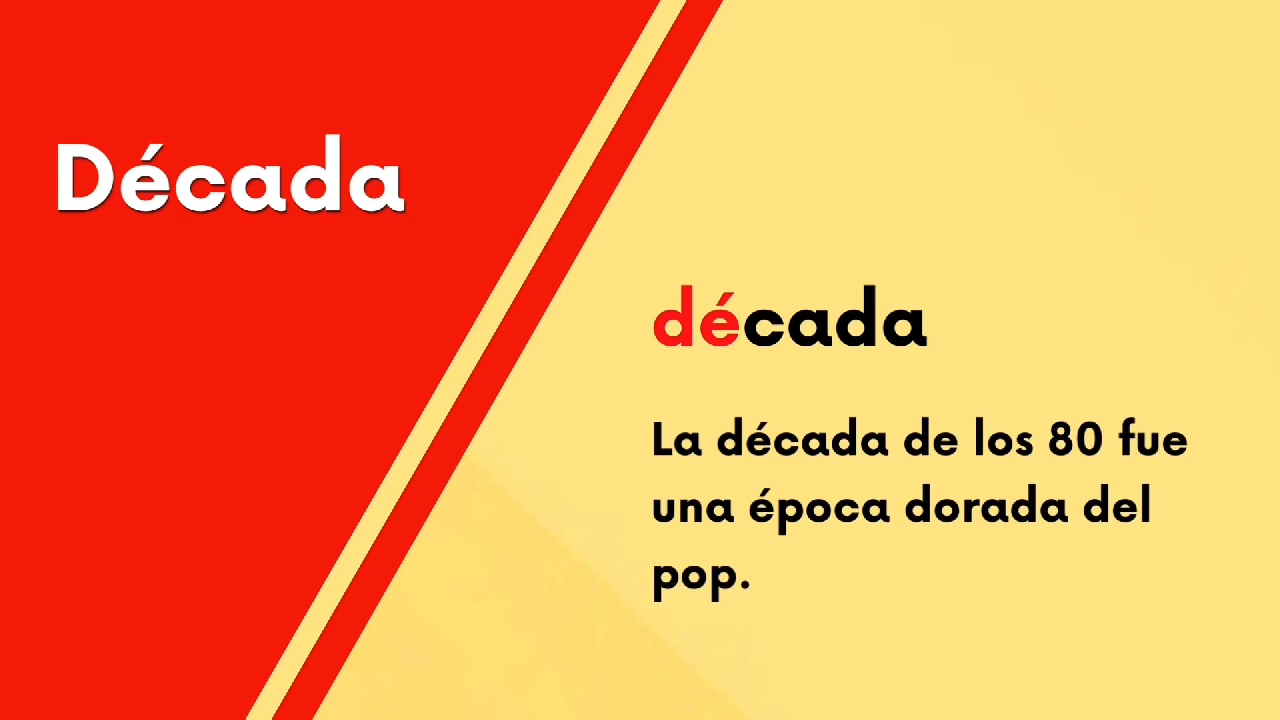 Década
década
La década de los 80 fue
una época dorada del
pop.